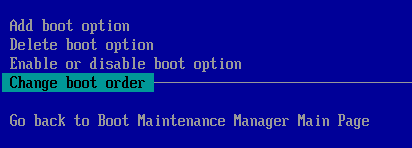 Add boot option
Delete boot option
Enable or disable boot option
Change boot order
Go back to Boot Maintenance Manager Main Page